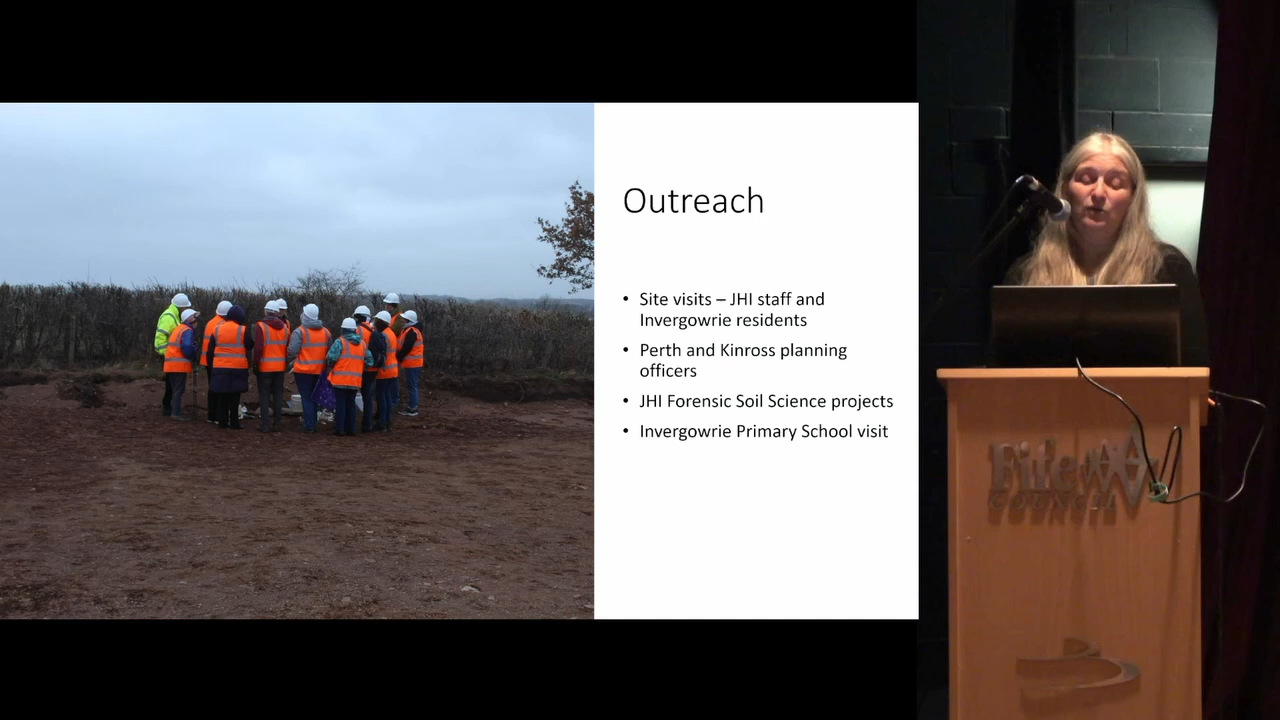 Outreach
• Site visits – JHI staff and
Invergowrie residents
• Perth and Kinross planning
officers
• JHI Forensic Soil Science projects
• Invergowrie Primary School visit
Fife
COUNCIL